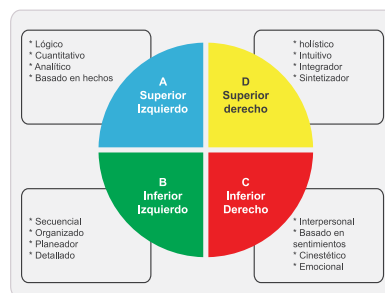 * Lógico
* Cuantitativo
* Analítico
* Basado en hechos
* holístico
* Intuitivo
* Integrador
* Sintetizador
A
Superior
Izquierdo
D
Superior
derecho
B
Inferior
Izquierdo
C
Inferior
Derecho
* Secuencial
* Organizado
* Planeador
* Detallado
* Interpersonal
* Basado en
sentimientos
* Cinestético
* Emocional